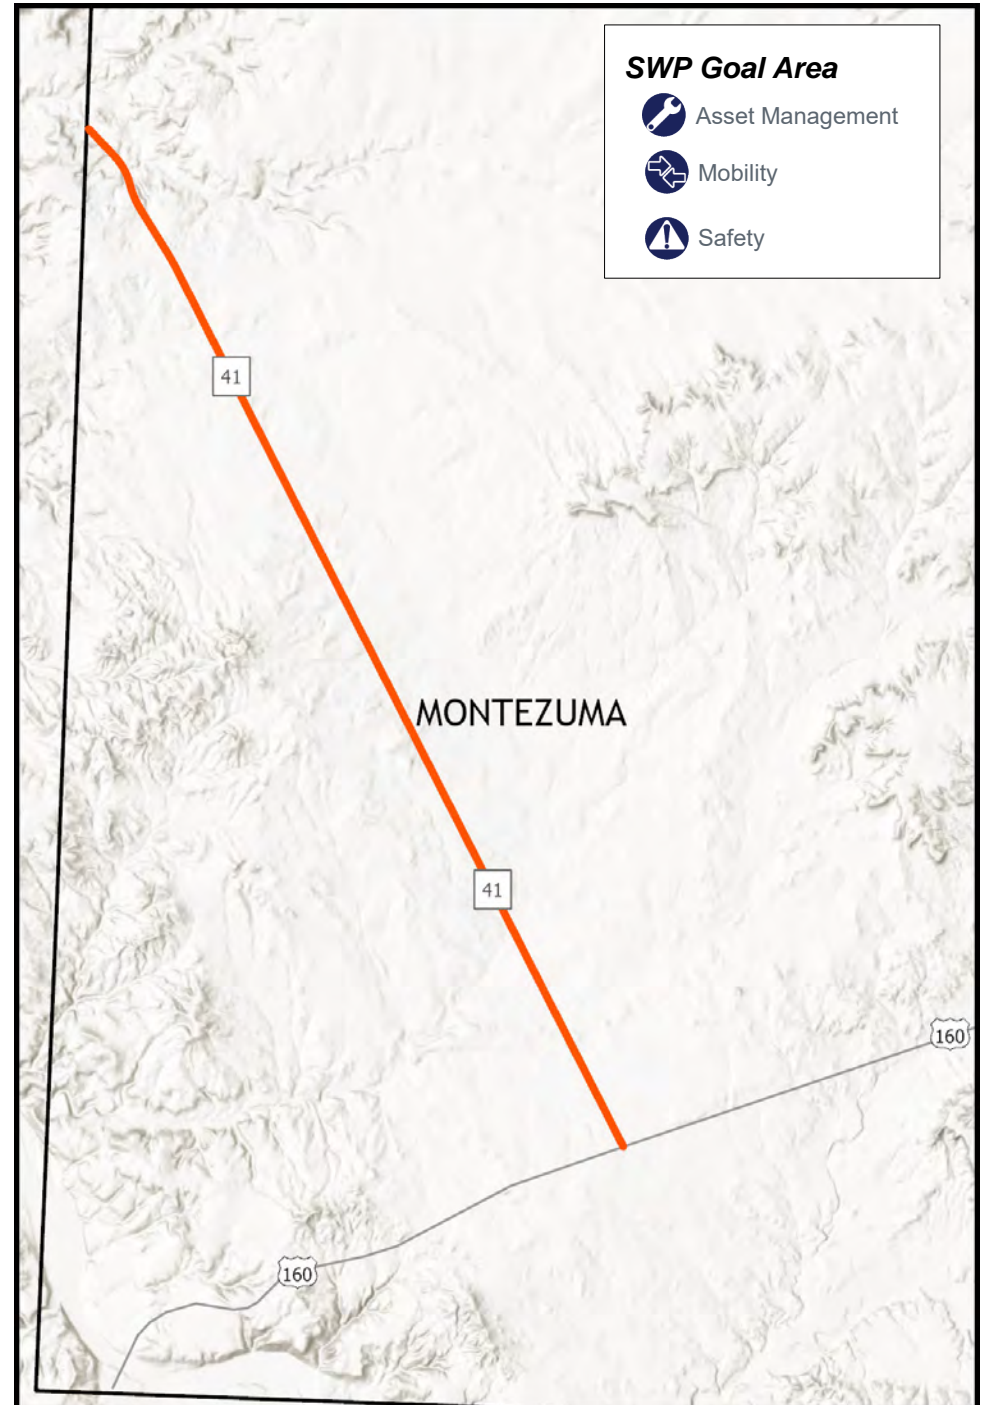 SWP Goal Area
Asset Management
Mobility
Safety
41
MONTEZUMA
41
160
160